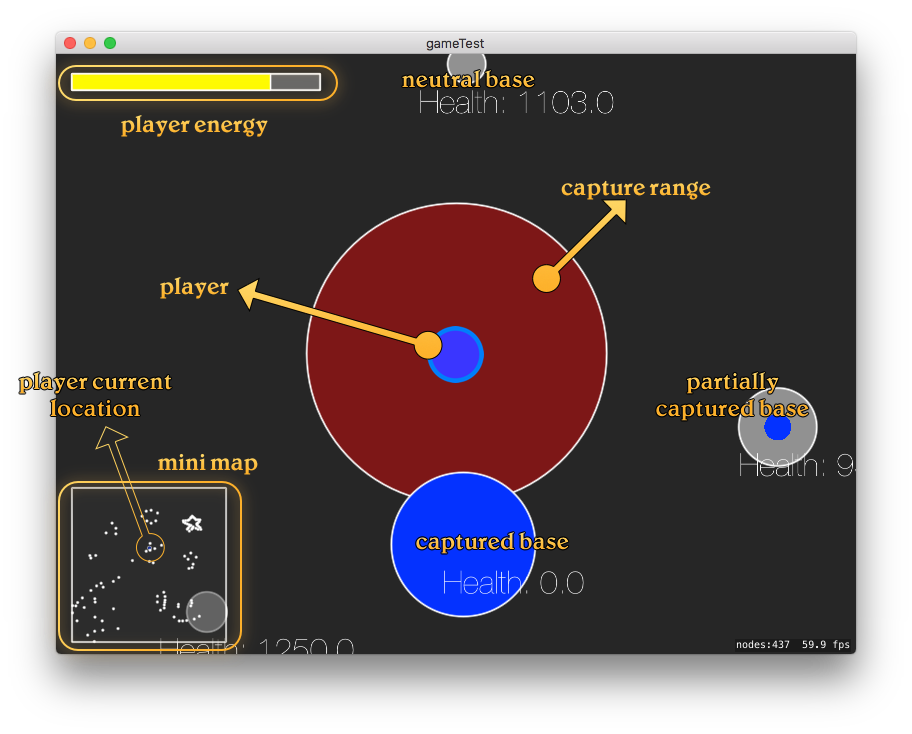 gameTest
neutral base
Health: 1103.0
player energy
capture range
player
player current
location
partially
captured base
Health: 9
mini map
captured base
Health: 0.0
Health: 1250.0
nodes:437 59.9 fps